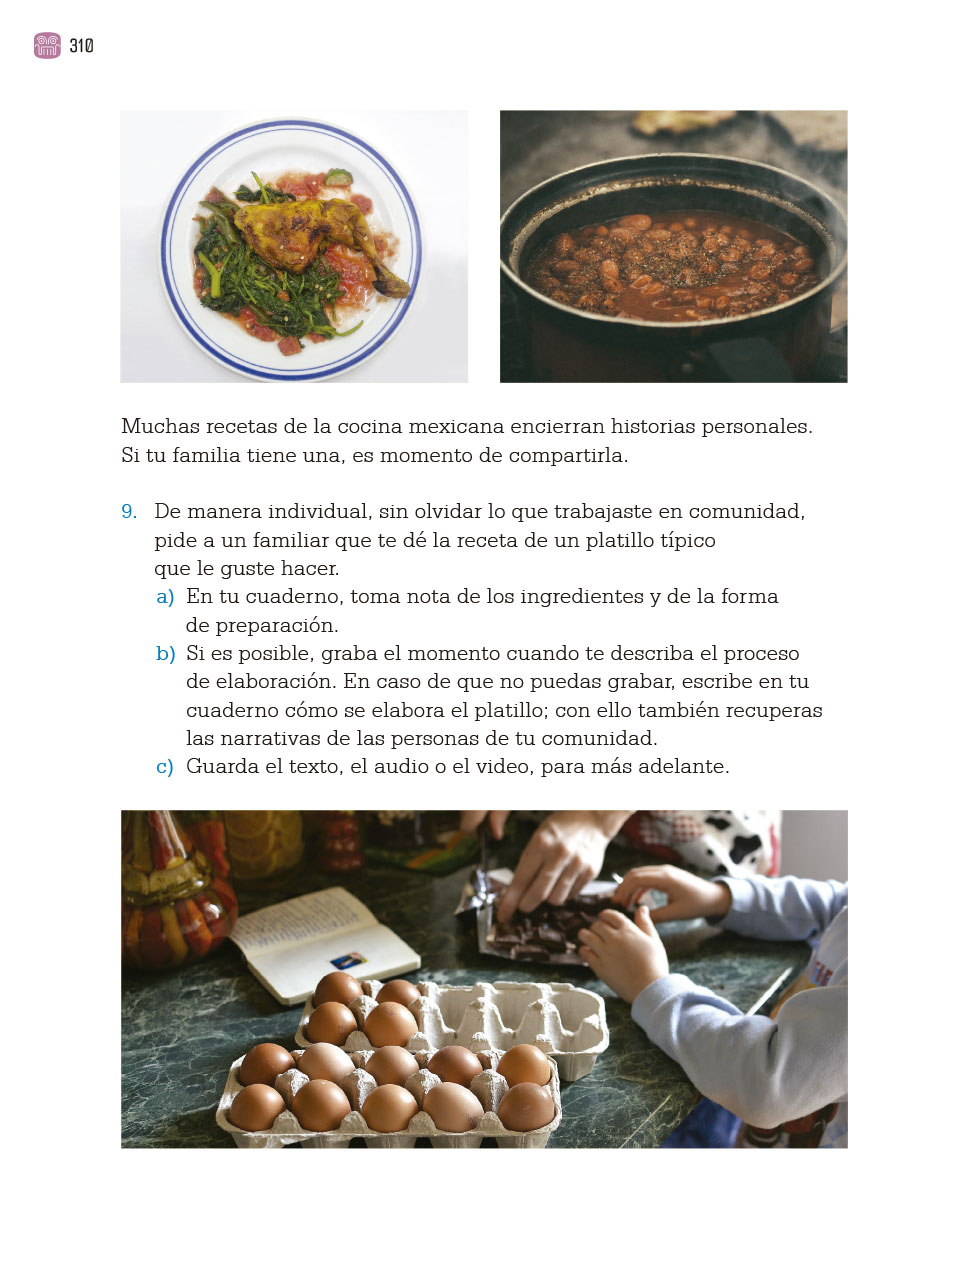 310
Muchas recetas de la cocina mexicana encierran historias personales.
Si tu familia tiene una, es momento de compartirla.
9. De manera individual, sin olvidar lo que trabajaste en comunidad,
pide a un familiar que te dé la receta de un platillo típico
que le guste hacer.
a) En tu cuaderno, toma nota de los ingredientes y de la forma
de preparación.
b) Si es posible, graba el momento cuando te describa el proceso
de elaboración. En caso de que no puedas grabar, escribe en tu
cuaderno cómo se elabora el platillo; con ello también recuperas
las narrativas de las personas de tu comunidad.
c) Guarda el texto, el audio o el video, para más adelante.